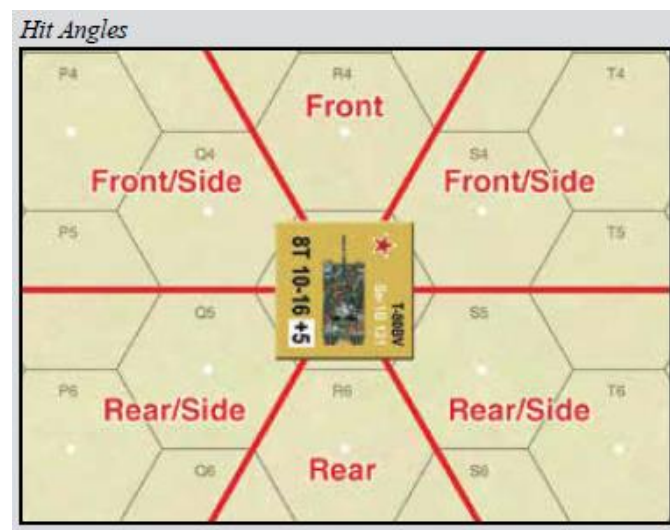 Hit Angles
P4
R4
T4
Front
Q4
S4
Front/Side
Front/Side
P5
T5
8T 10-16 +5
T-80BV
Q5
S5
P6
R6
T6
Rear/Side
Rear/Side
Q6
Rear
S6